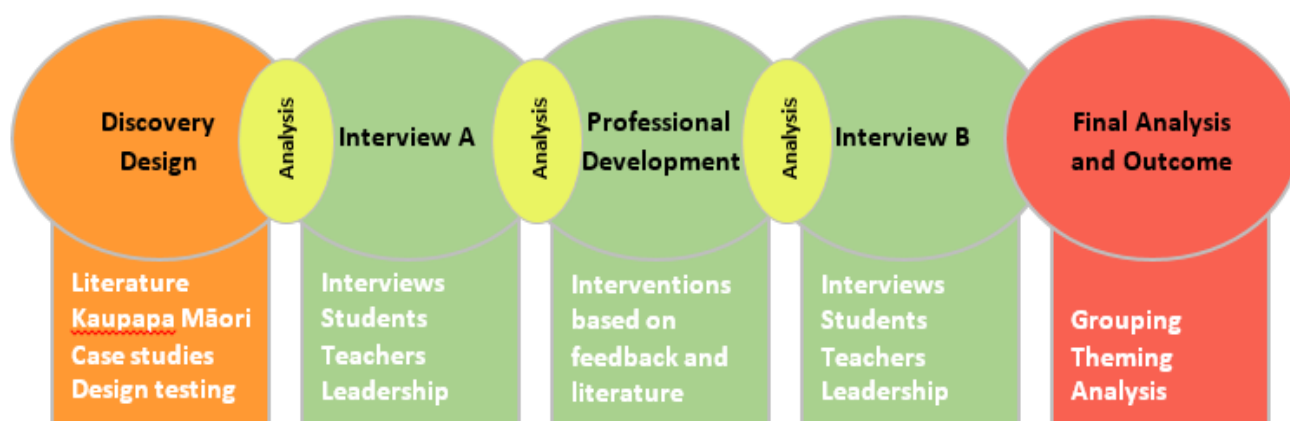 Discovery
Design
Analysis
Interview A
Analysis
Professional
Development
Analysis
Interview B
Final Analysis
and Outcome
Literature
Kaupapa Māori
Case studies
Design testing
Interviews
Students
Teachers
Leadership
Interventions
based on
feedback and
literature
Interviews
Students
Teachers
Leadership
Grouping
Theming
Analysis